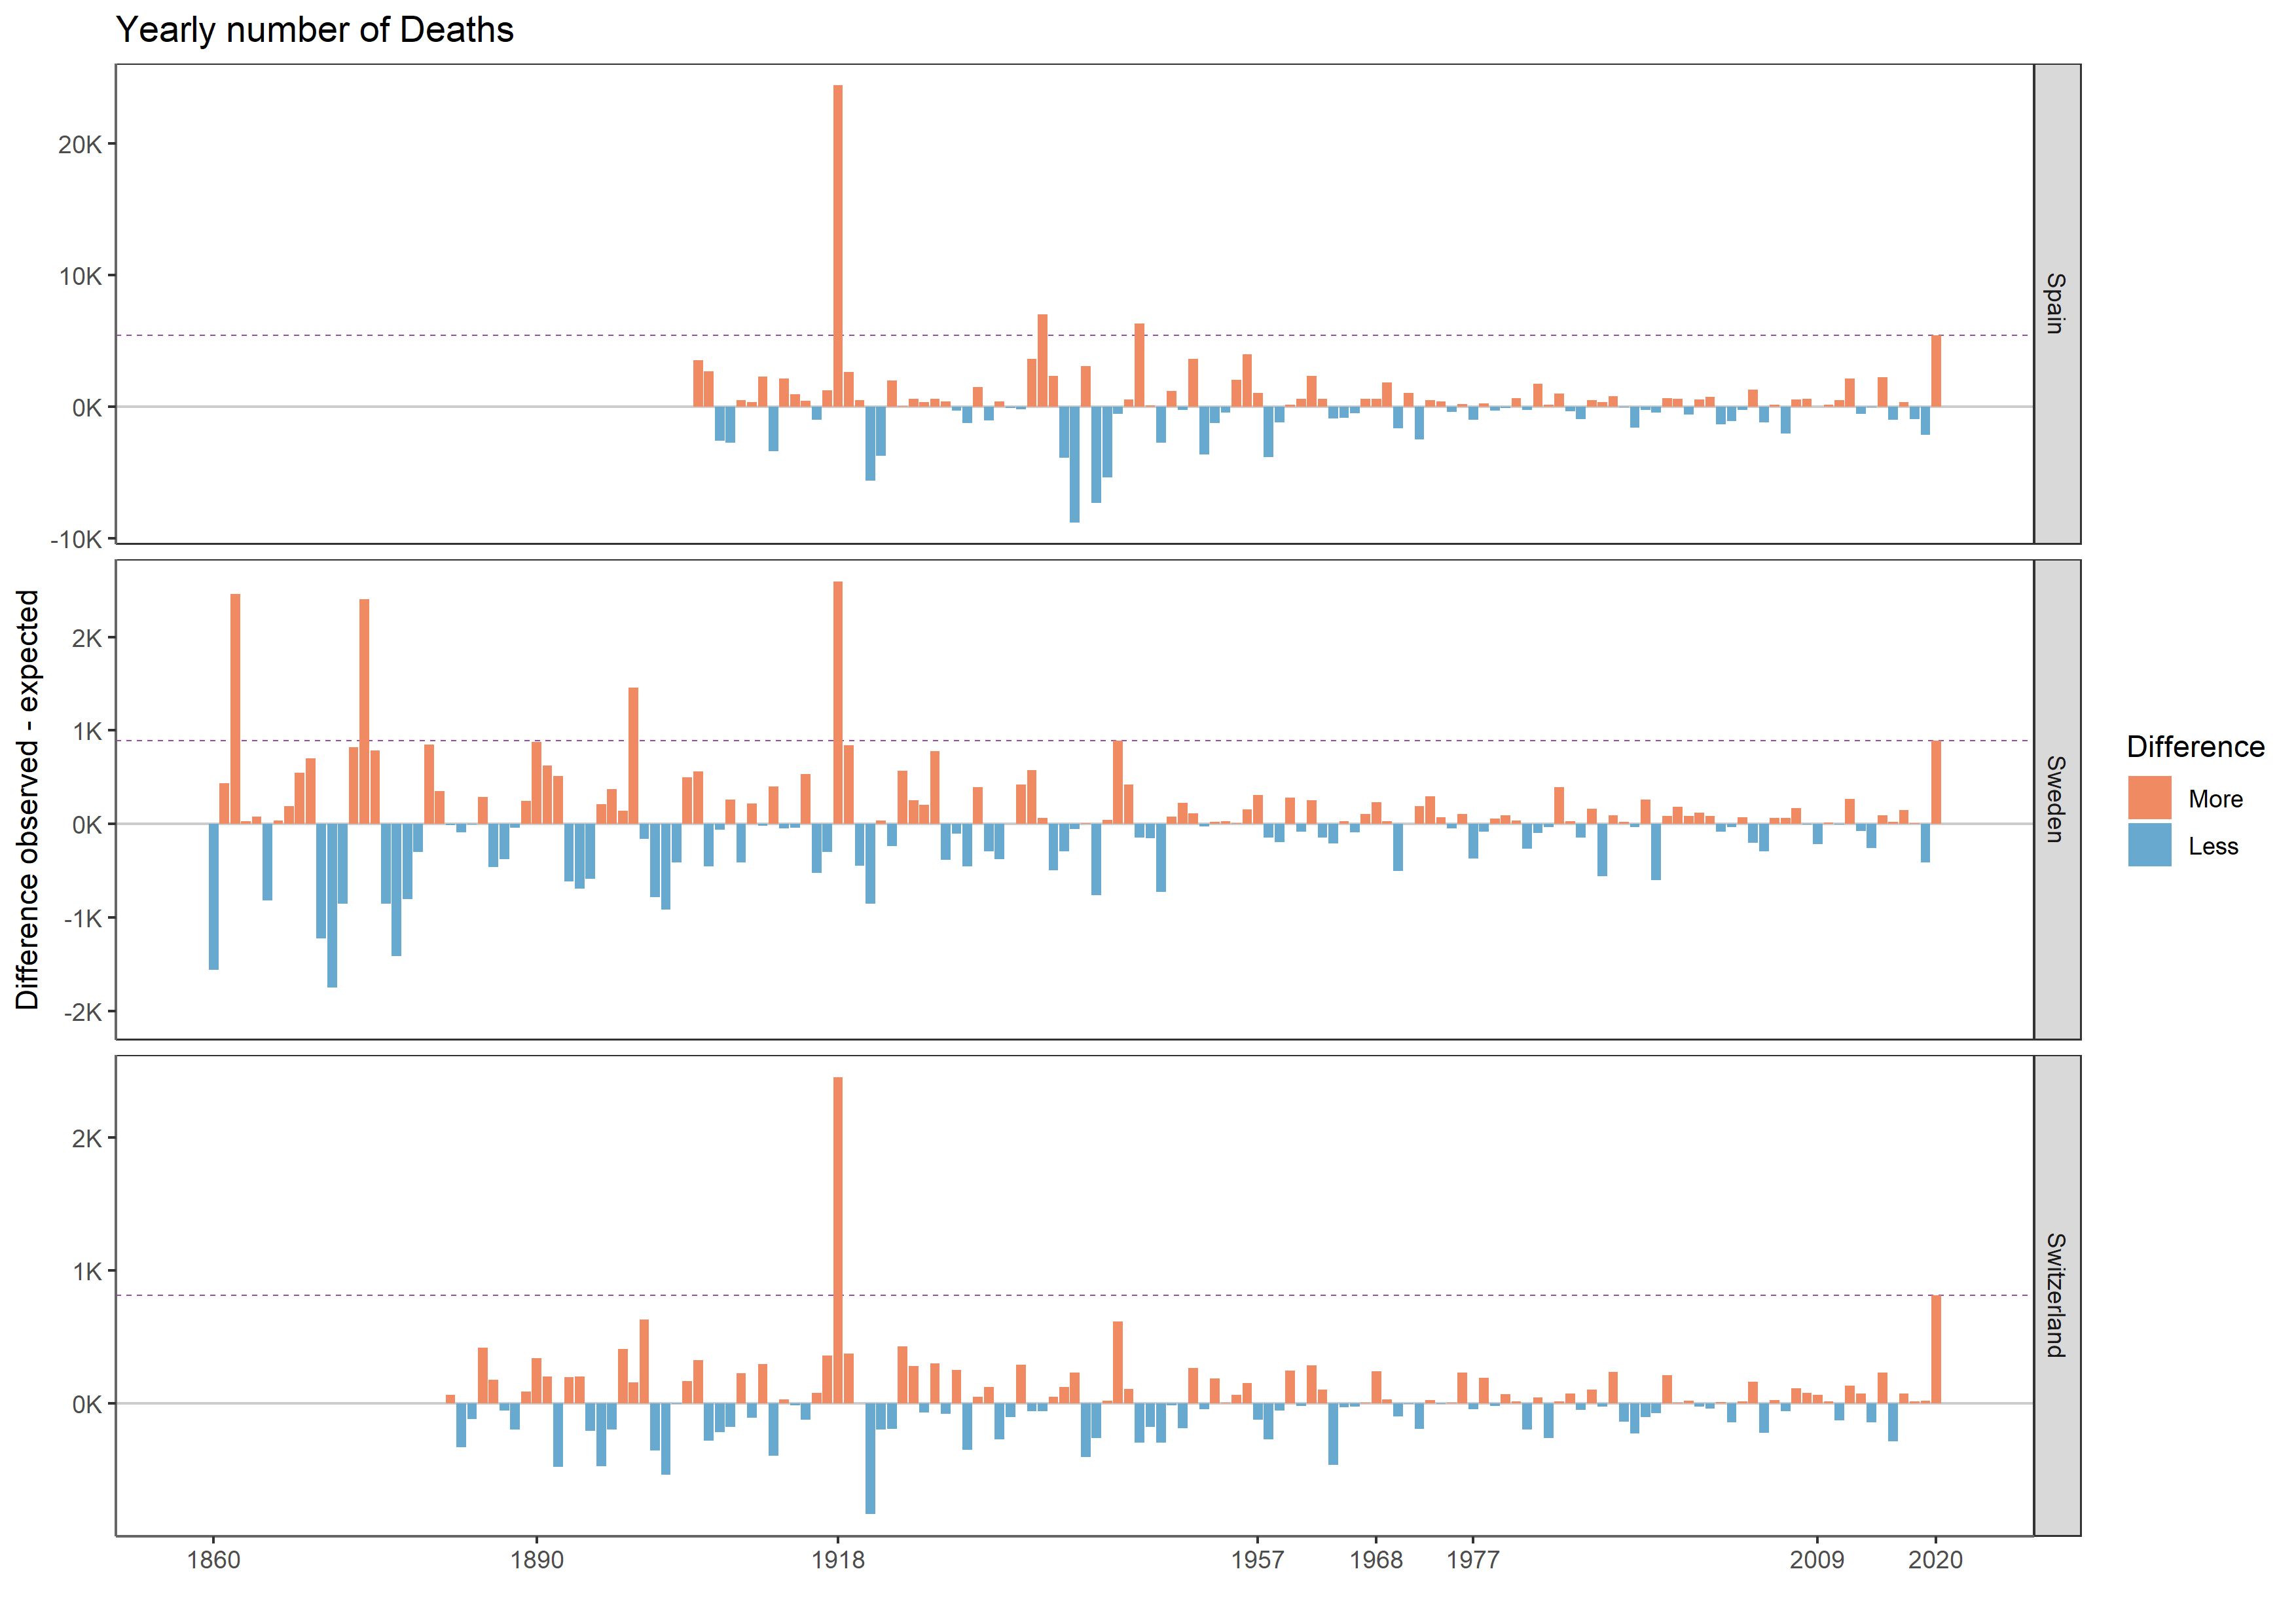 Yearly number of Deaths
20K
10K
0K
-10K
Spain
Difference observed - expected
2K
1K
0K
-1K
-2K
Sweden
2K
1K
0K
Switzerland
1860 1890 1918 1957 1968 1977 2009 2020
Difference
More
Less